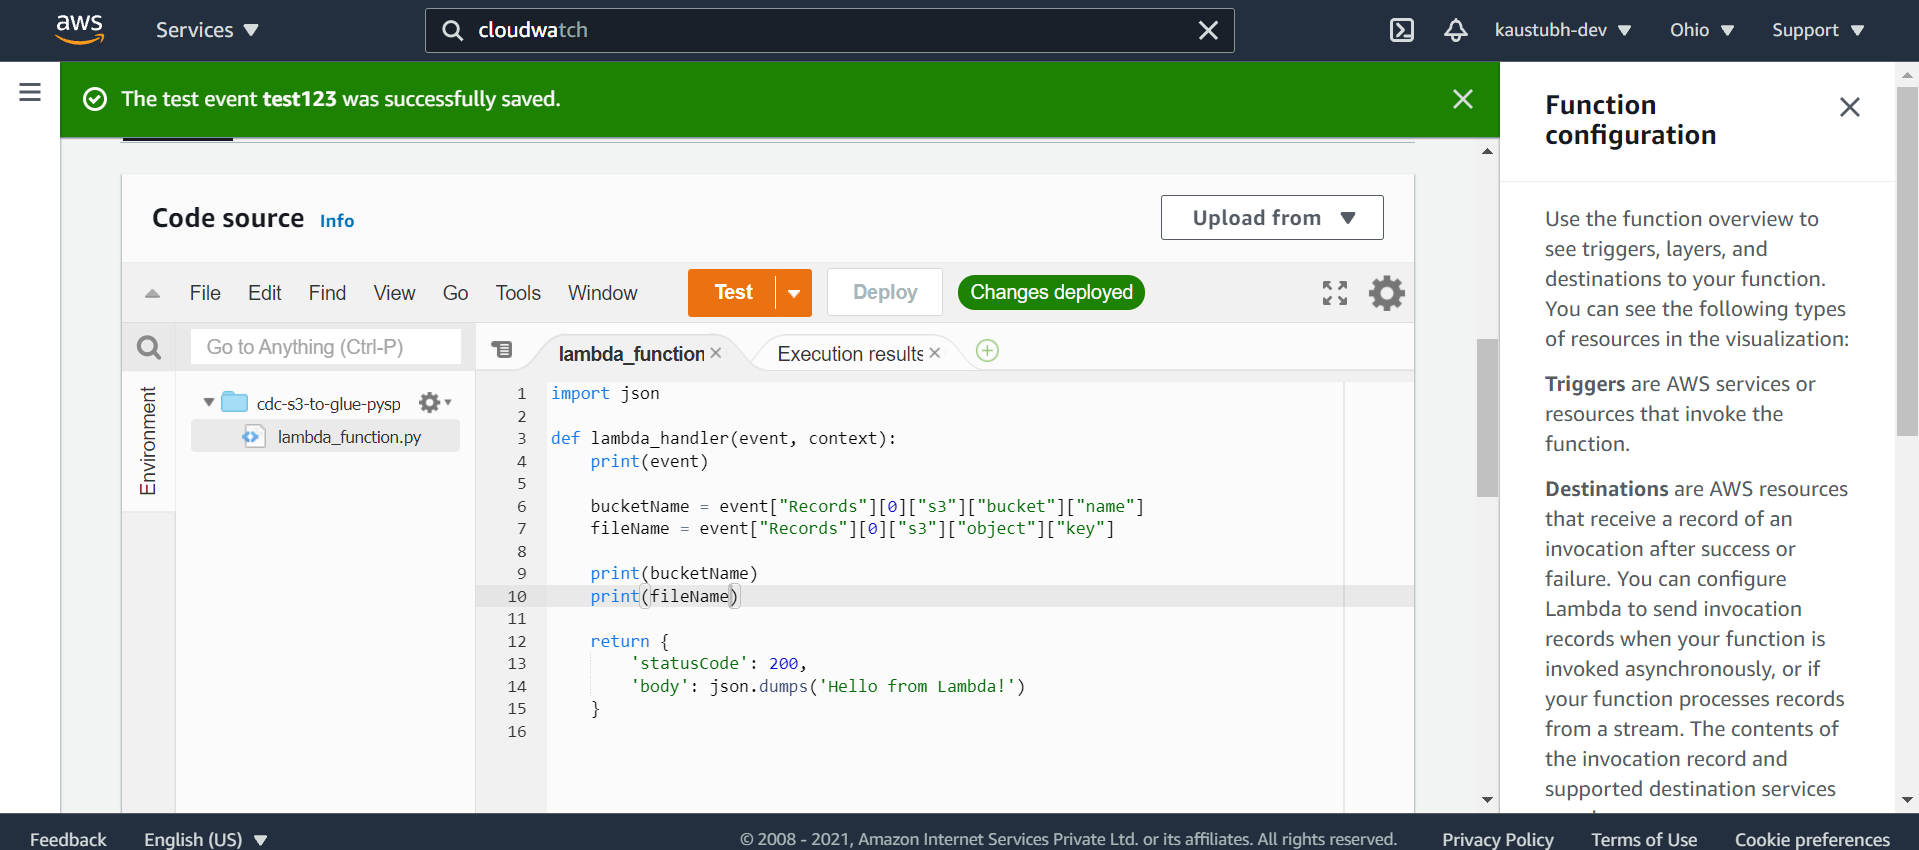 aws
Services
cloudwatch
kaustubh-dev
Ohio
Support
The test event test123 was successfully saved.
Code source Info
Upload from
File Edit Find View Go Tools Window
Test
Deploy
Changes deployed
Go to Anything (Ctrl-P)
Environment
cdc-s3-to-glue-pysp
lambda_function.py
lambda_function
Execution results
1 import json
2
3 def lambda_handler(event, context):
4     print(event)
5
6     bucketName = event["Records"][0]["s3"]["bucket"]["name"]
7     fileName = event["Records"][0]["s3"]["object"]["key"]
8
9     print(bucketName)
10     print(fileName)
11
12     return {
13         'statusCode': 200,
14         'body': json.dumps('Hello from Lambda!')
15     }
16
Function
configuration
Use the function overview to
see triggers, layers, and
destinations to your function.
You can see the following types
of resources in the visualization:
Triggers are AWS services or
resources that invoke the
function.
Destinations are AWS resources
that receive a record of an
invocation after success or
failure. You can configure
Lambda to send invocation
records when your function is
invoked asynchronously, or if
your function processes records
from a stream. The contents of
the invocation record and
supported destination services
Feedback
English (US)
© 2008 - 2021, Amazon Internet Services Private Ltd. or its affiliates. All rights reserved.
Privacy Policy
Terms of Use
Cookie preferences